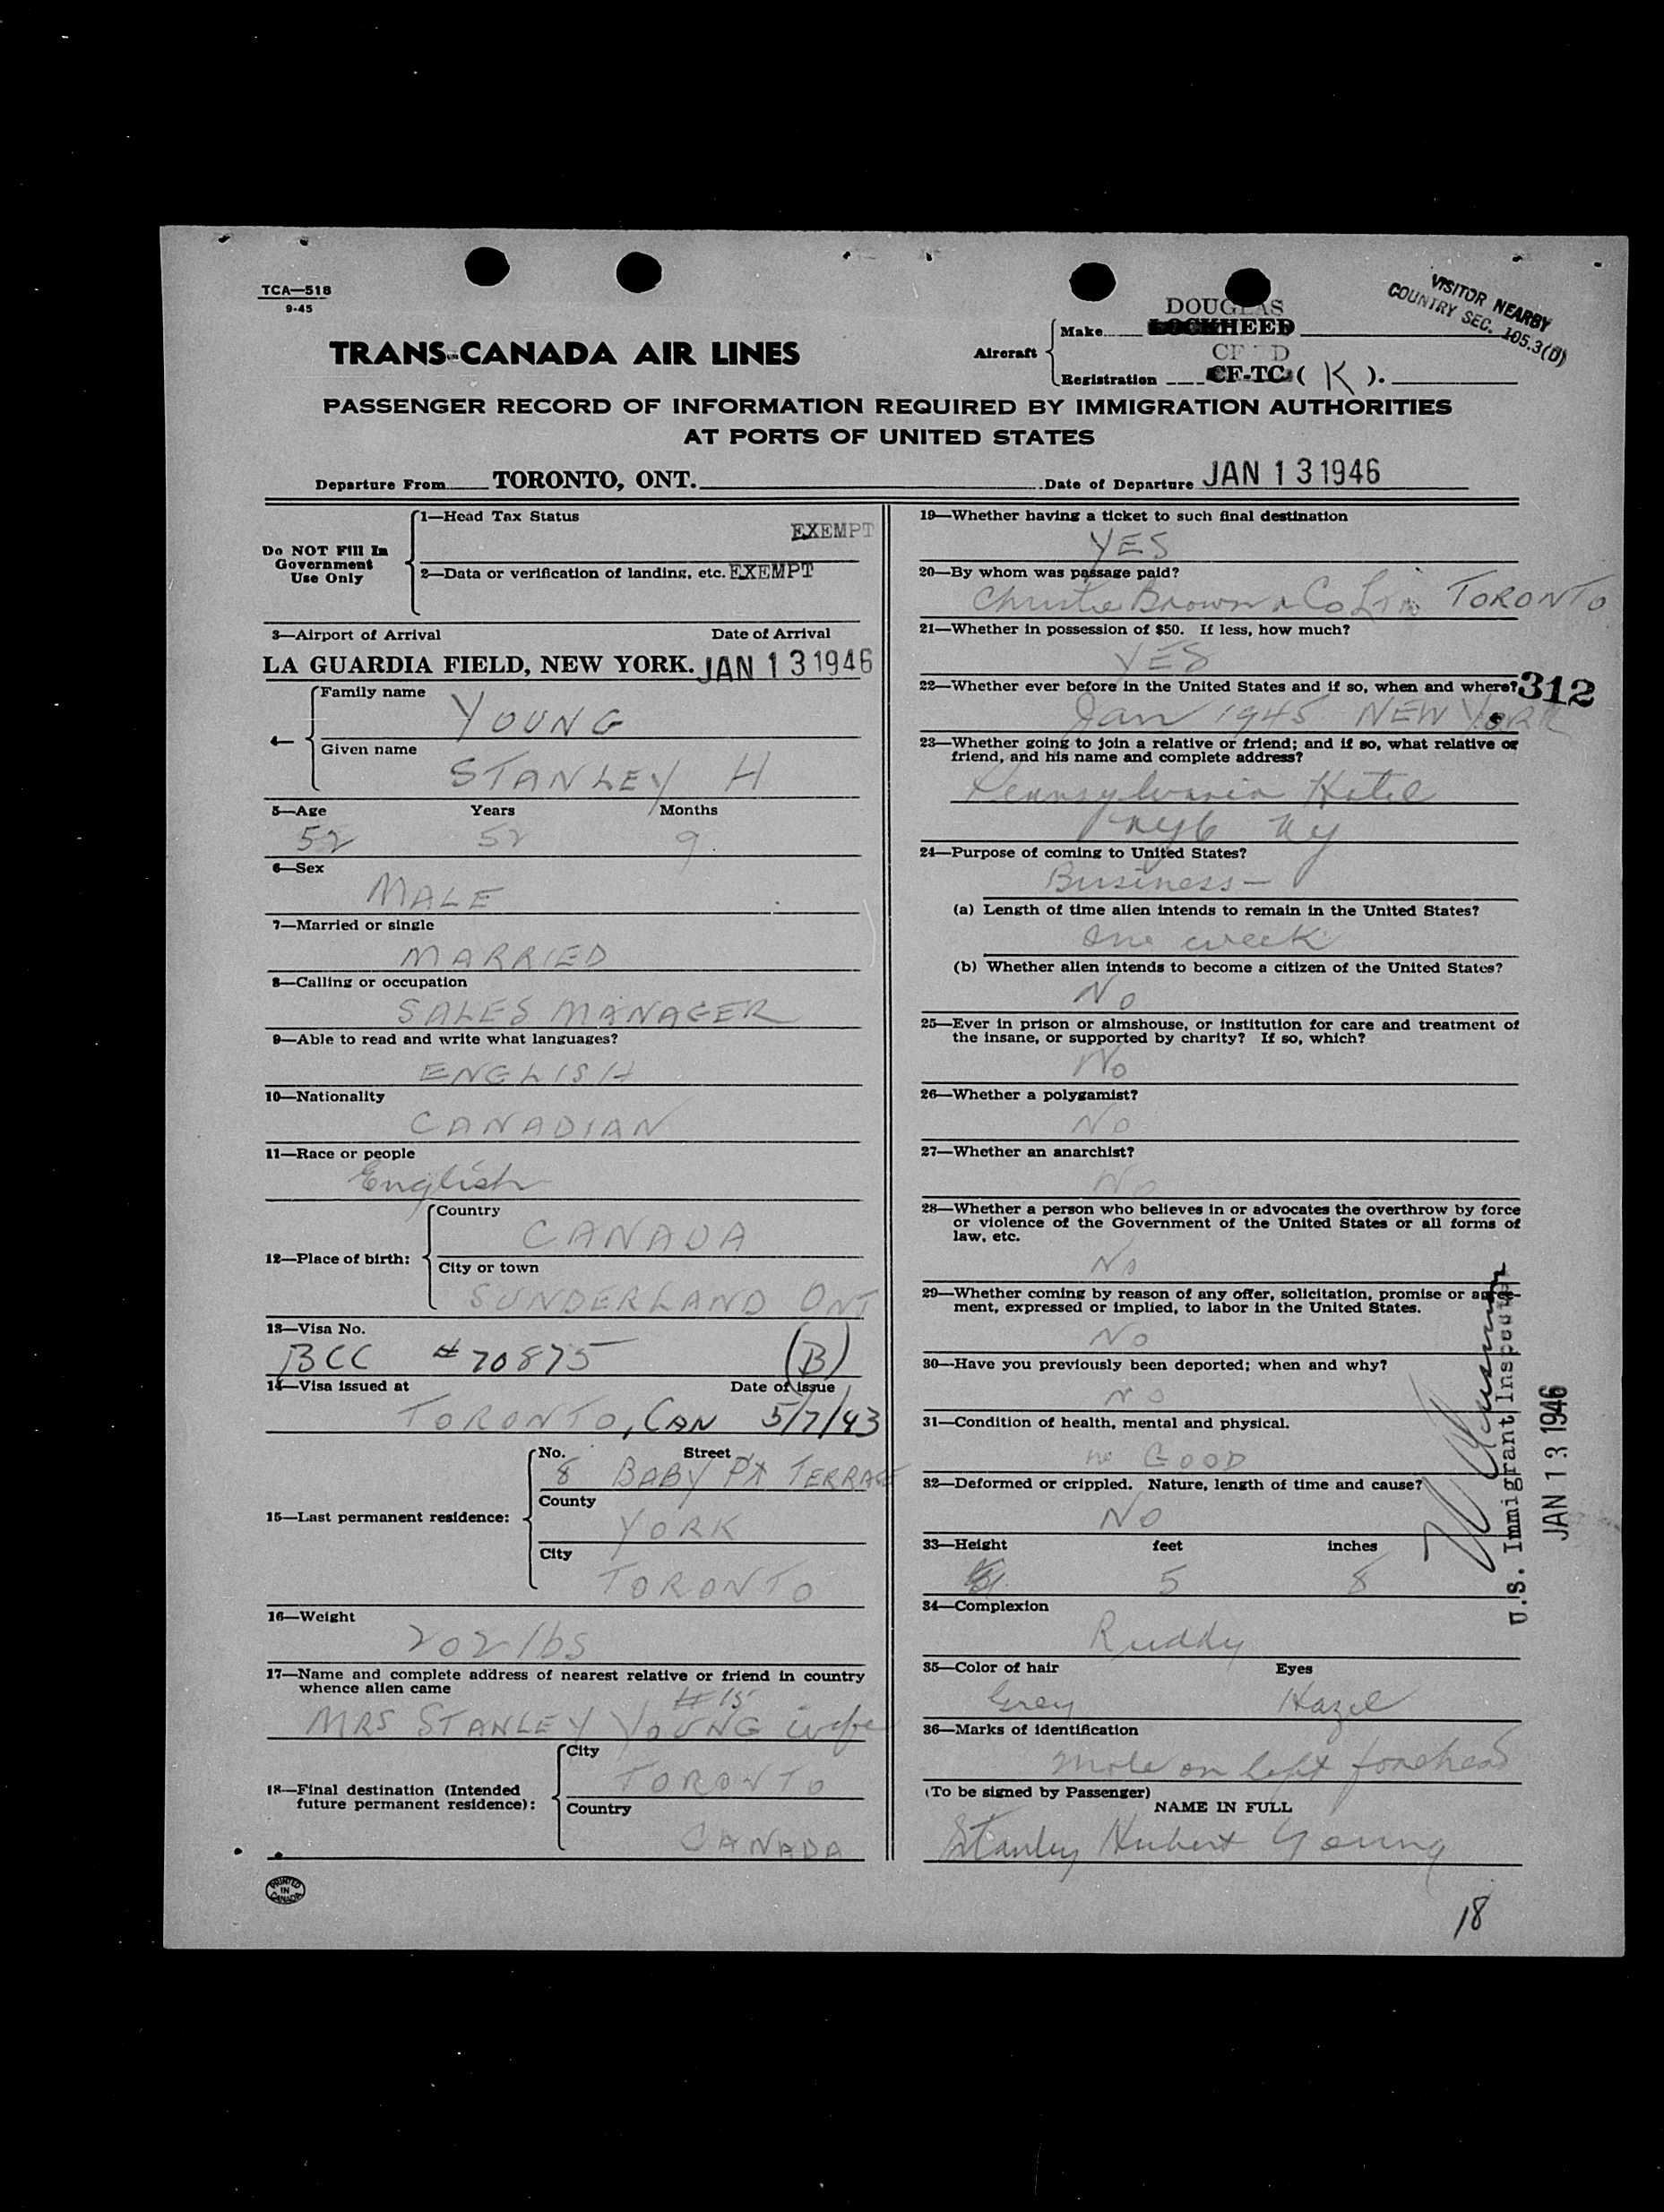 TCA—518
9-45
VISITOR NEARBY
COUNTRY SEC. 105.3(D)
DOUGLAS
TRANS-CANADA AIR LINES
Aircraft
Make LOCKHEED
CF D
Registration CF-TC ( K ).
PASSENGER RECORD OF INFORMATION REQUIRED BY IMMIGRATION AUTHORITIES
AT PORTS OF UNITED STATES
Departure From TORONTO, ONT. Date of Departure JAN 13 1946
Do NOT Fill In
Government
Use Only
1—Head Tax Status EXEMPT
2—Data or verification of landing, etc. EXEMPT
3—Airport of Arrival Date of Arrival
LA GUARDIA FIELD, NEW YORK. JAN 13 1946
4—
Family name YOUNG
Given name STANLEY H
5—Age Years Months
52 52 9
6—Sex
MALE
7—Married or single
MARRIED
8—Calling or occupation
SALES MANAGER
9—Able to read and write what languages?
ENGLISH
10—Nationality
CANADIAN
11—Race or people
English
12—Place of birth:
Country
CANADA
City or town
SUNDERLAND ONT
13—Visa No.
BCC #70875 (B)
14—Visa issued at Date of issue
TORONTO, CAN 5/7/43
15—Last permanent residence:
No. Street
8 BABY PT TERRACE
County
YORK
City
TORONTO
16—Weight
202 lbs
17—Name and complete address of nearest relative or friend in country
whence alien came
#15
MRS STANLEY YOUNG wife
18—Final destination (Intended
future permanent residence):
City
TORONTO
Country
CANADA
PRINTED
IN
CANADA
19—Whether having a ticket to such final destination
YES
20—By whom was passage paid?
Christie Brown & Co Ltd TORONTO
21—Whether in possession of $50. If less, how much?
YES
22—Whether ever before in the United States and if so, when and where? 312
Jan 1945 NEW YORK
23—Whether going to join a relative or friend; and if so, what relative or
friend, and his name and complete address?
Pennsylvania Hotel
NYC NY
24—Purpose of coming to United States?
Business—
(a) Length of time alien intends to remain in the United States?
One week
(b) Whether alien intends to become a citizen of the United States?
No
25—Ever in prison or almshouse, or institution for care and treatment of
the insane, or supported by charity? If so, which?
No
26—Whether a polygamist?
No
27—Whether an anarchist?
No
28—Whether a person who believes in or advocates the overthrow by force
or violence of the Government of the United States or all forms of
law, etc.
No
29—Whether coming by reason of any offer, solicitation, promise or agree-
ment, expressed or implied, to labor in the United States.
No
30—Have you previously been deported; when and why?
NO
31—Condition of health, mental and physical.
GOOD
32—Deformed or crippled. Nature, length of time and cause?
NO
33—Height feet inches
5 8
34—Complexion
Ruddy
35—Color of hair Eyes
Grey Hazel
36—Marks of identification
mole on left forehead
(To be signed by Passenger)
NAME IN FULL
Stanley Hubert Young
U.S. Immigrant Inspector
JAN 13 1946
18